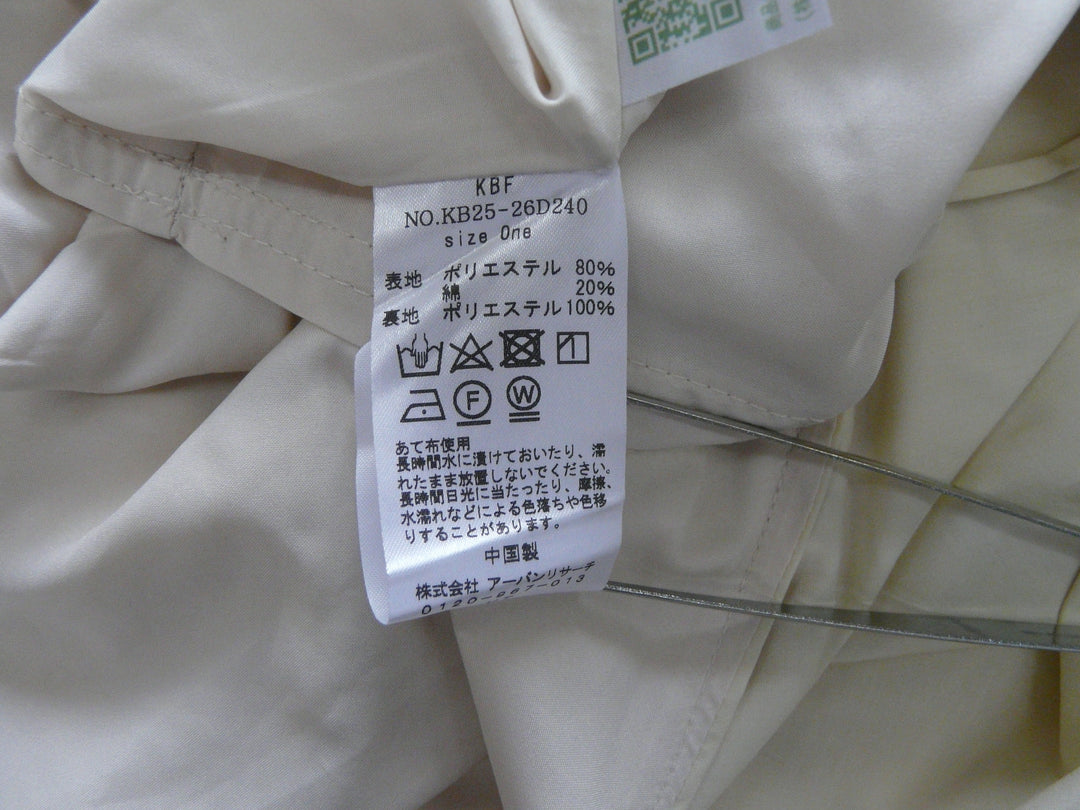 KBF
NO.KB25-26D240
size One
表地 ポリエステル 80%
綿 20%
裏地 ポリエステル 100%
F W
あて布使用
長時間水に漬けておいたり、濡
れたまま放置しないでください。
長時間日光に当たったり、摩擦、
水濡れなどによる色落ちや色移
りすることがあります。
中国製
株式会社 アーバンリサーチ
0120-987-013